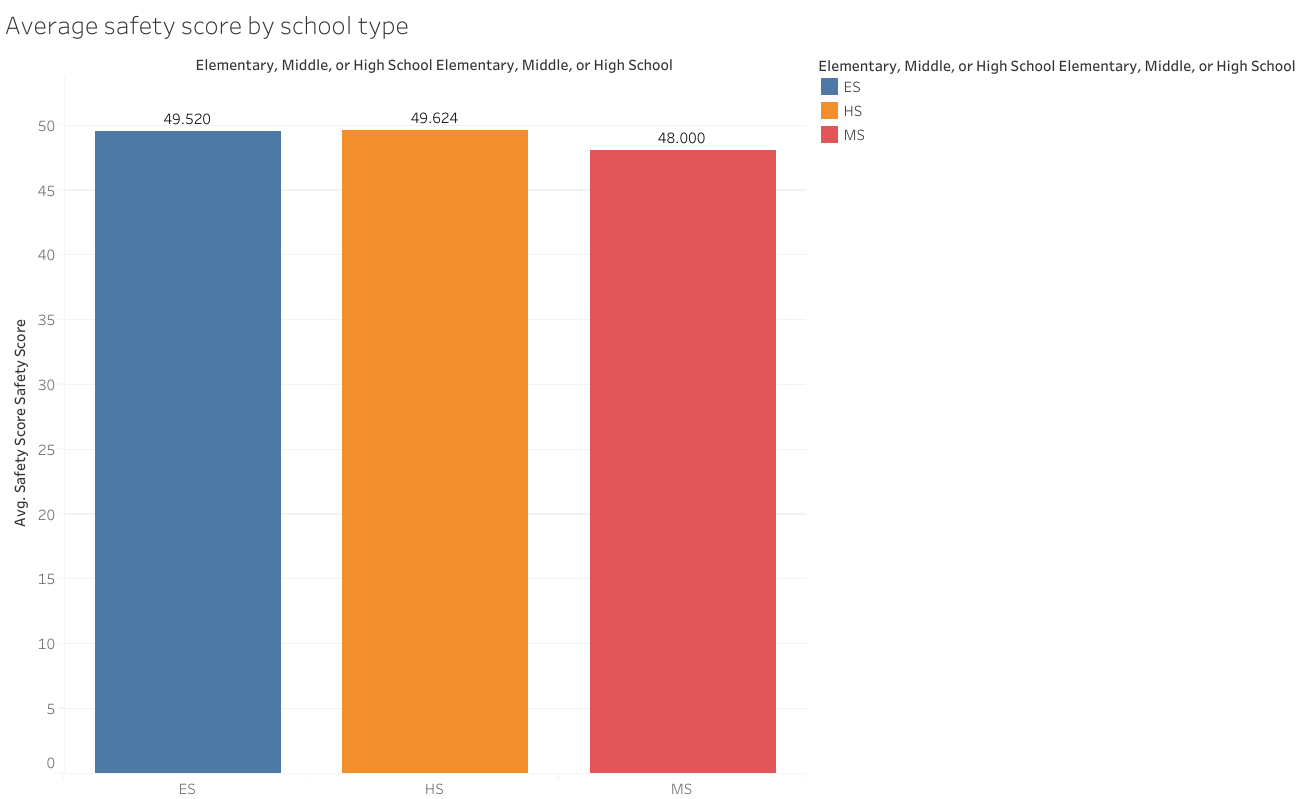 Average safety score by school type
Elementary, Middle, or High School Elementary, Middle, or High School
Elementary, Middle, or High School Elementary, Middle, or High School
ES
HS
MS
49.520
49.624
48.000
50
45
40
35
30
25
20
15
10
5
0
Avg. Safety Score Safety Score
ES
HS
MS